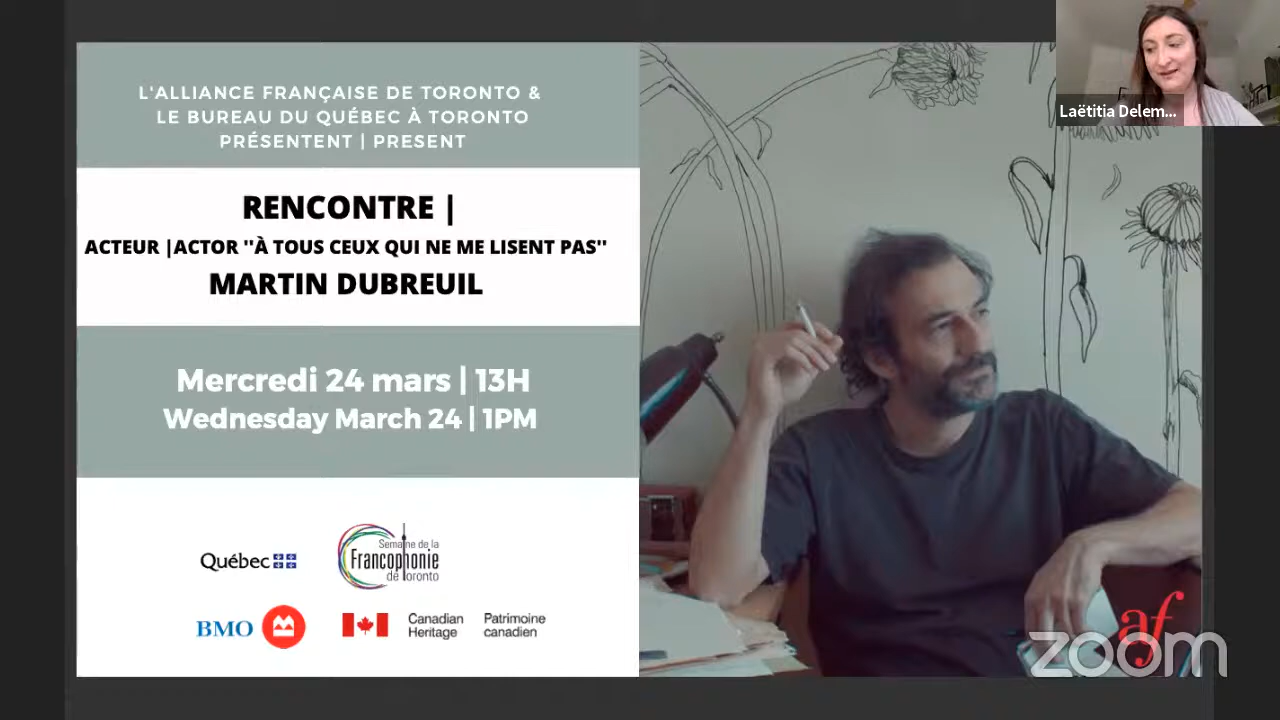 L'ALLIANCE FRANÇAISE DE TORONTO &
LE BUREAU DU QUÉBEC À TORONTO
PRÉSENTENT | PRESENT
RENCONTRE |
ACTEUR |ACTOR ''À TOUS CEUX QUI NE ME LISENT PAS''
MARTIN DUBREUIL
Mercredi 24 mars | 13H
Wednesday March 24 | 1PM
Québec
Semaine de la
Francophonie
de Toronto
BMO
Canadian Patrimoine
Heritage canadien
Laëtitia Delem...
af
zoom